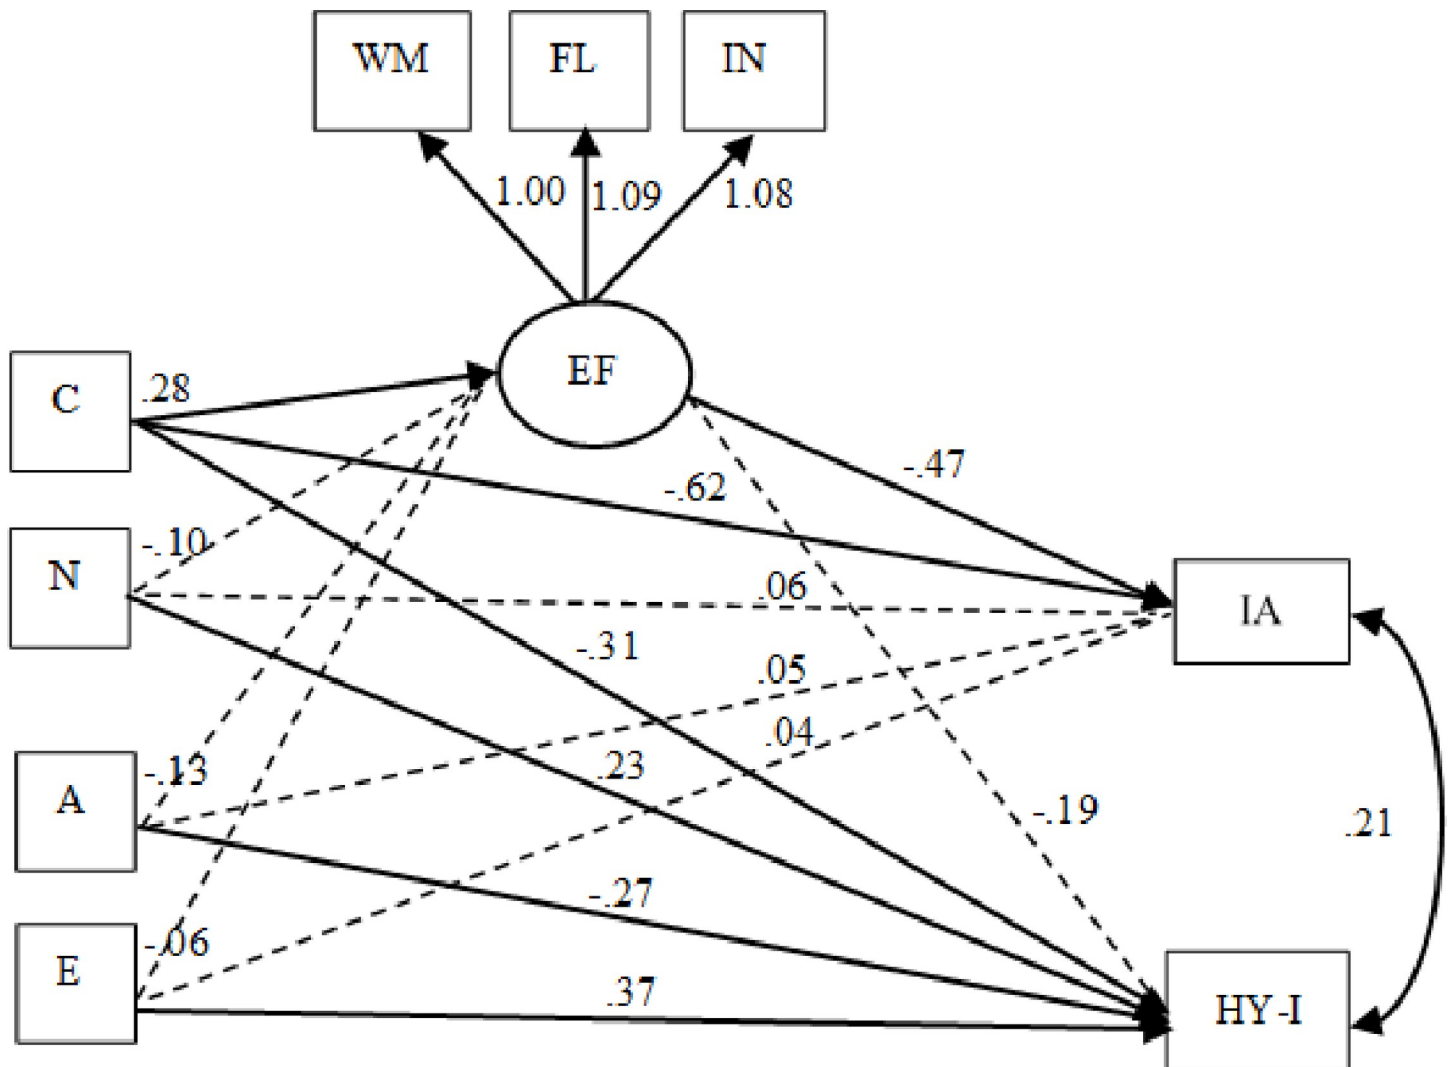 WM FL IN
1.00 1.09 1.08
EF
C .28
-.47
-.62
N -.10
.06
IA
-.31
.05
.04
A -.13
.23
-.19
.21
-.27
E -.06
.37
HY-I